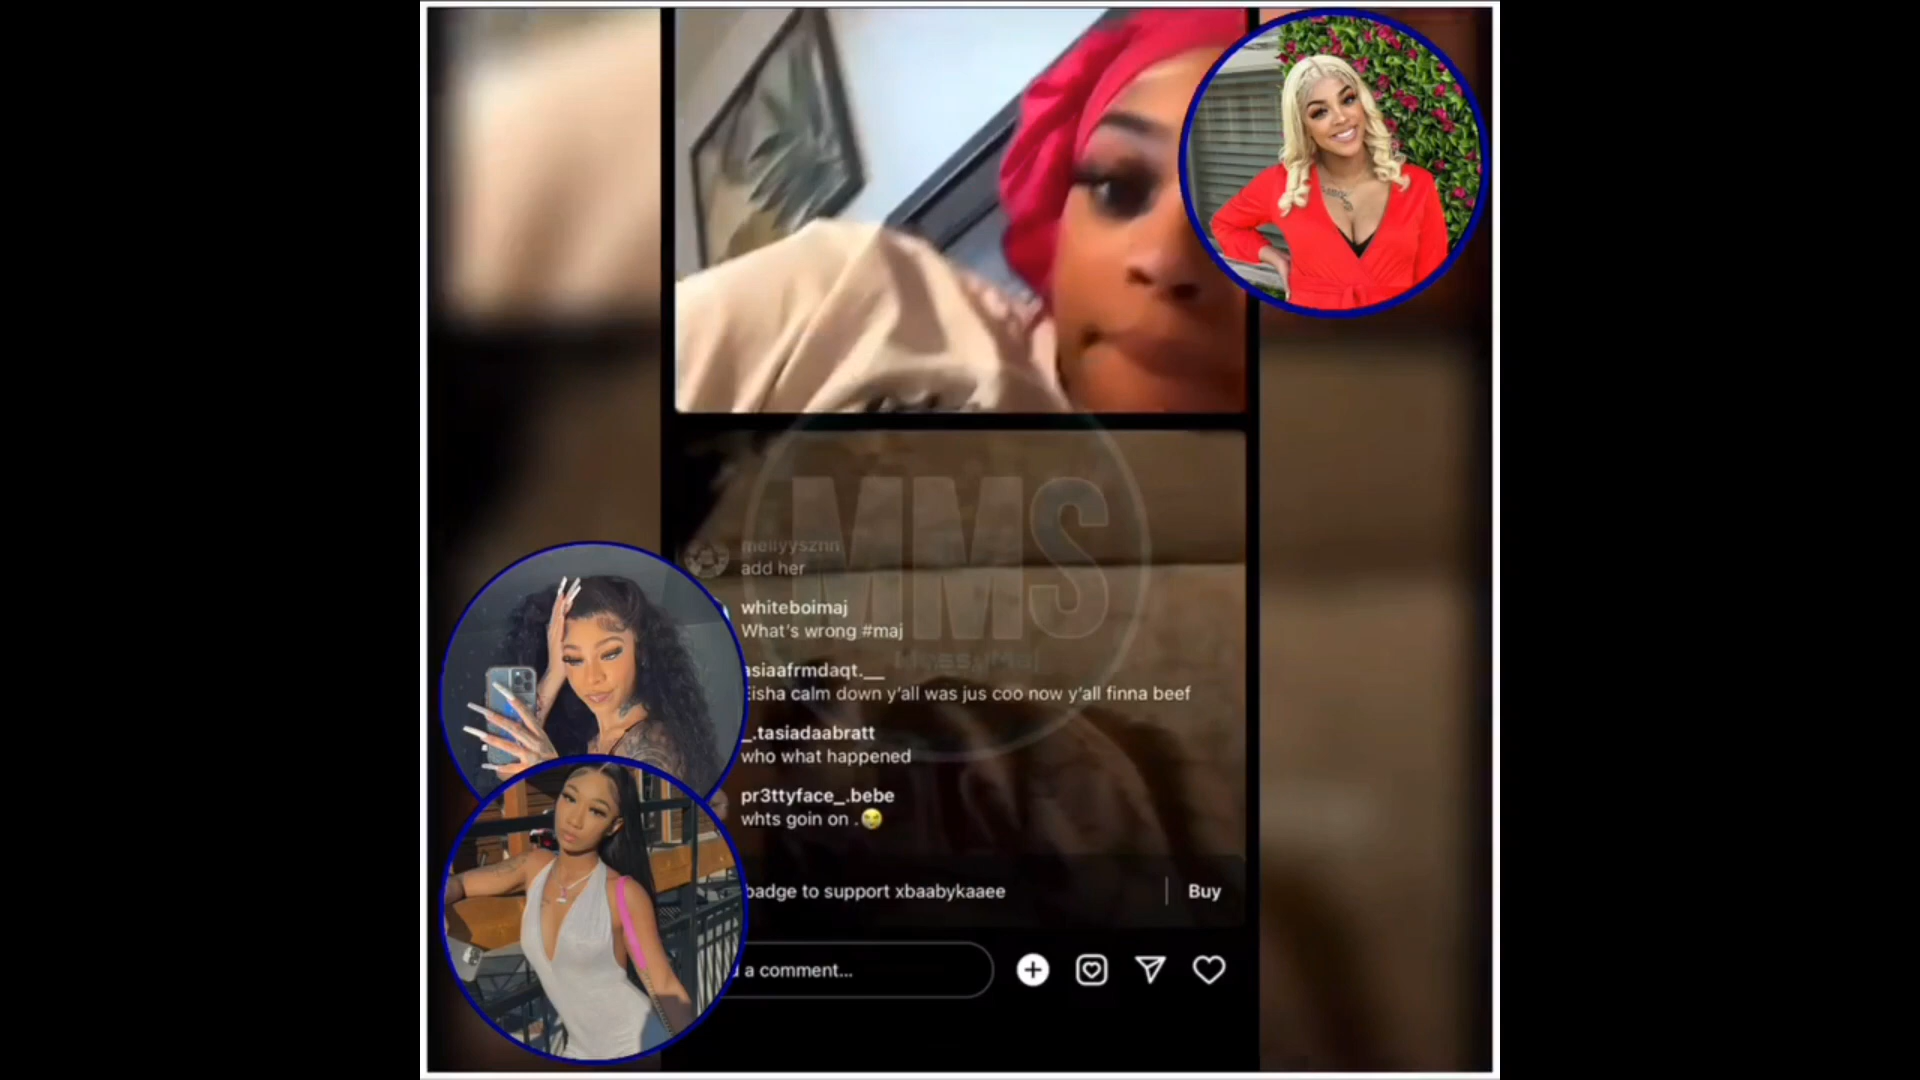 MMS
mellyysznn
add her
whiteboimaj
What's wrong #maj
asiaafrmdaqt.__
Eisha calm down y'all was jus coo now y'all finna beef
_.tasiadaabratt
who what happened
pr3ttyface_.bebe
whts goin on .😭
badge to support xbaabykaaee
Buy
a comment...